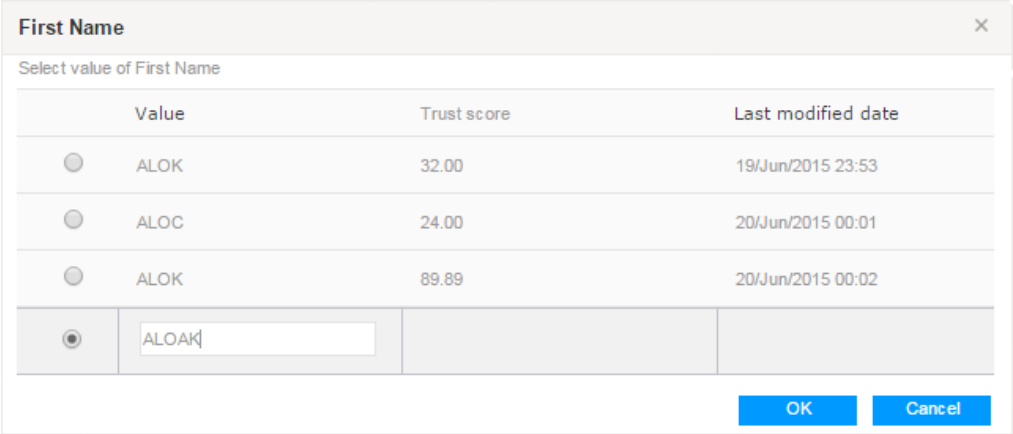 First Name ×
Select value of First Name
Value Trust score Last modified date
ALOK 32.00 19/Jun/2015 23:53
ALOC 24.00 20/Jun/2015 00:01
ALOK 89.89 20/Jun/2015 00:02
ALOAK
OK Cancel